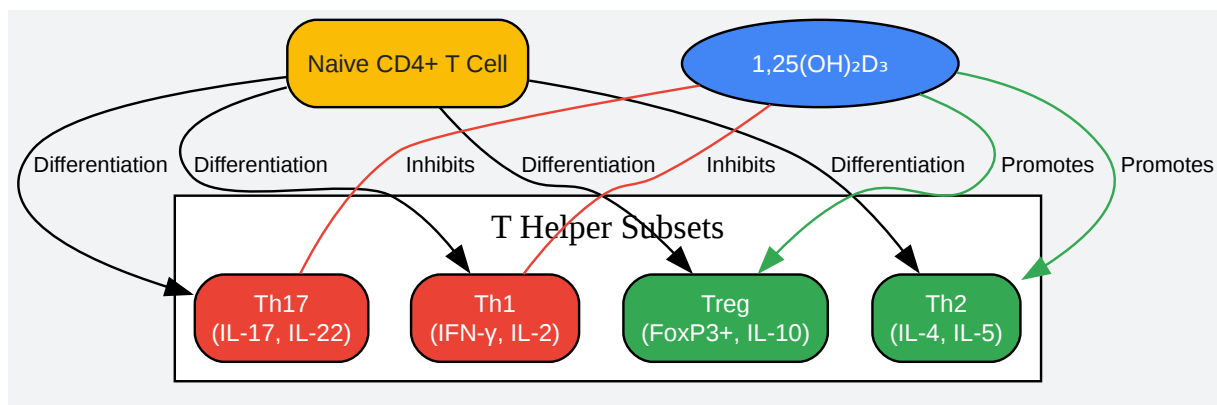 Naive CD4+ T Cell
1,25(OH)₂D₃
Differentiation
Differentiation
Inhibits
Differentiation
Inhibits
Differentiation
Promotes
Promotes
T Helper Subsets
Th17
(IL-17, IL-22)
Th1
(IFN-γ, IL-2)
Treg
(FoxP3+, IL-10)
Th2
(IL-4, IL-5)